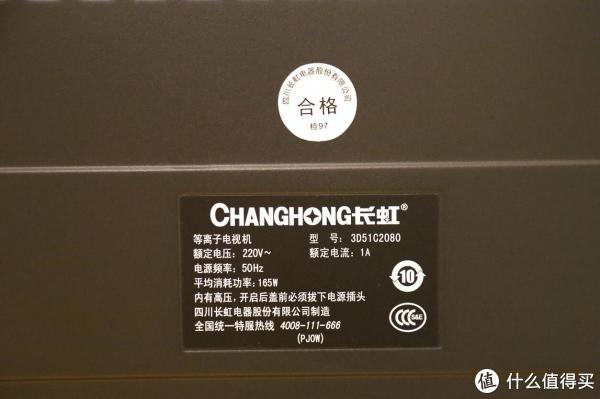 四川长虹电器股份有限公司
合格
检97
CHANGHONG长虹®
等离子电视机 型 号: 3D51C2080
额定电压: 220V~ 额定电流: 1A
电源频率: 50Hz
平均消耗功率: 165W
内有高压, 开启后盖前必须拔下电源插头
四川长虹电器股份有限公司制造
全国统一特服热线 4008-111-666
(PJOW)
10
CCC S&E
值 什么值得买